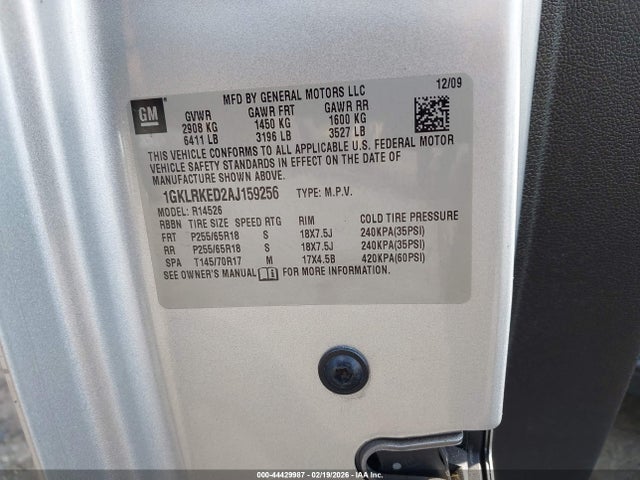 GM
MFD BY GENERAL MOTORS LLC
12/09
GVWR GAWR FRT GAWR RR
2908 KG 1450 KG 1600 KG
6411 LB 3196 LB 3527 LB
THIS VEHICLE CONFORMS TO ALL APPLICABLE U.S. FEDERAL MOTOR
VEHICLE SAFETY STANDARDS IN EFFECT ON THE DATE OF
MANUFACTURE SHOWN ABOVE.
1GKLRKED2AJ159256 TYPE: M.P.V.
MODEL: R14526
RBBN TIRE SIZE SPEED RTG RIM COLD TIRE PRESSURE
FRT P255/65R18 S 18X7.5J 240KPA(35PSI)
RR P255/65R18 S 18X7.5J 240KPA(35PSI)
SPA T145/70R17 M 17X4.5B 420KPA(60PSI)
SEE OWNER'S MANUAL FOR MORE INFORMATION.
000-44429987 - 02/19/2026 - IAA Inc.